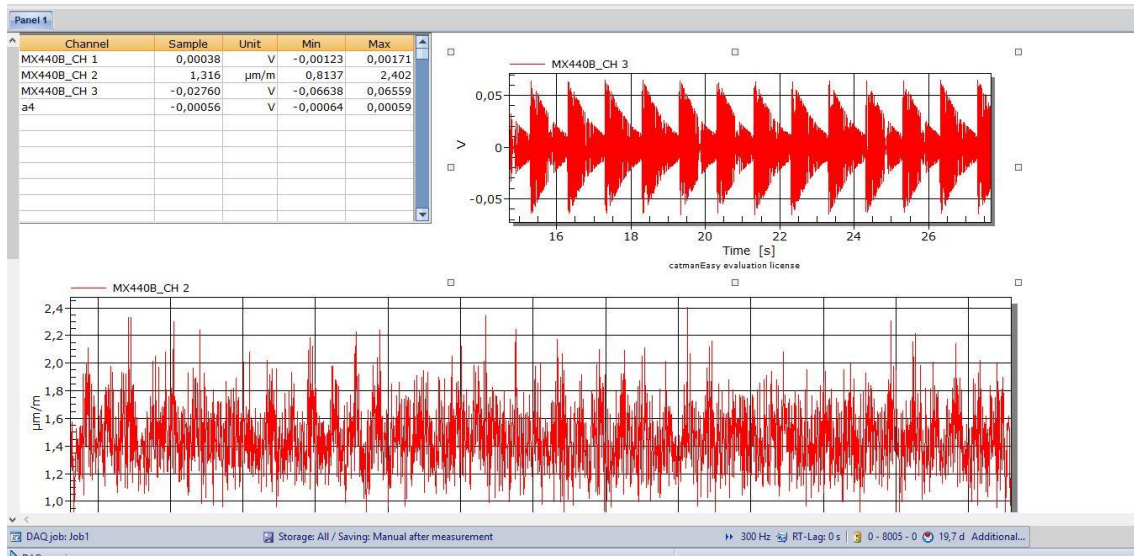 Panel 1
Channel Sample Unit Min Max
MX440B_CH 1 0,00038 V -0,00123 0,00171
MX440B_CH 2 1,316 µm/m 0,8137 2,402
MX440B_CH 3 -0,02760 V -0,06638 0,06559
a4 -0,00056 V -0,00064 0,00059
MX440B_CH 3
0,05
0
-0,05
V
16 18 20 22 24 26
Time [s]
catmanEasy evaluation license
MX440B_CH 2
2,4
2,2
2,0
1,8
1,6
1,4
1,2
1,0
µm/m
DAQ job: Job1 Storage: All / Saving: Manual after measurement 300 Hz RT-Lag: 0 s 0 - 8005 - 0 19,7 d Additional...